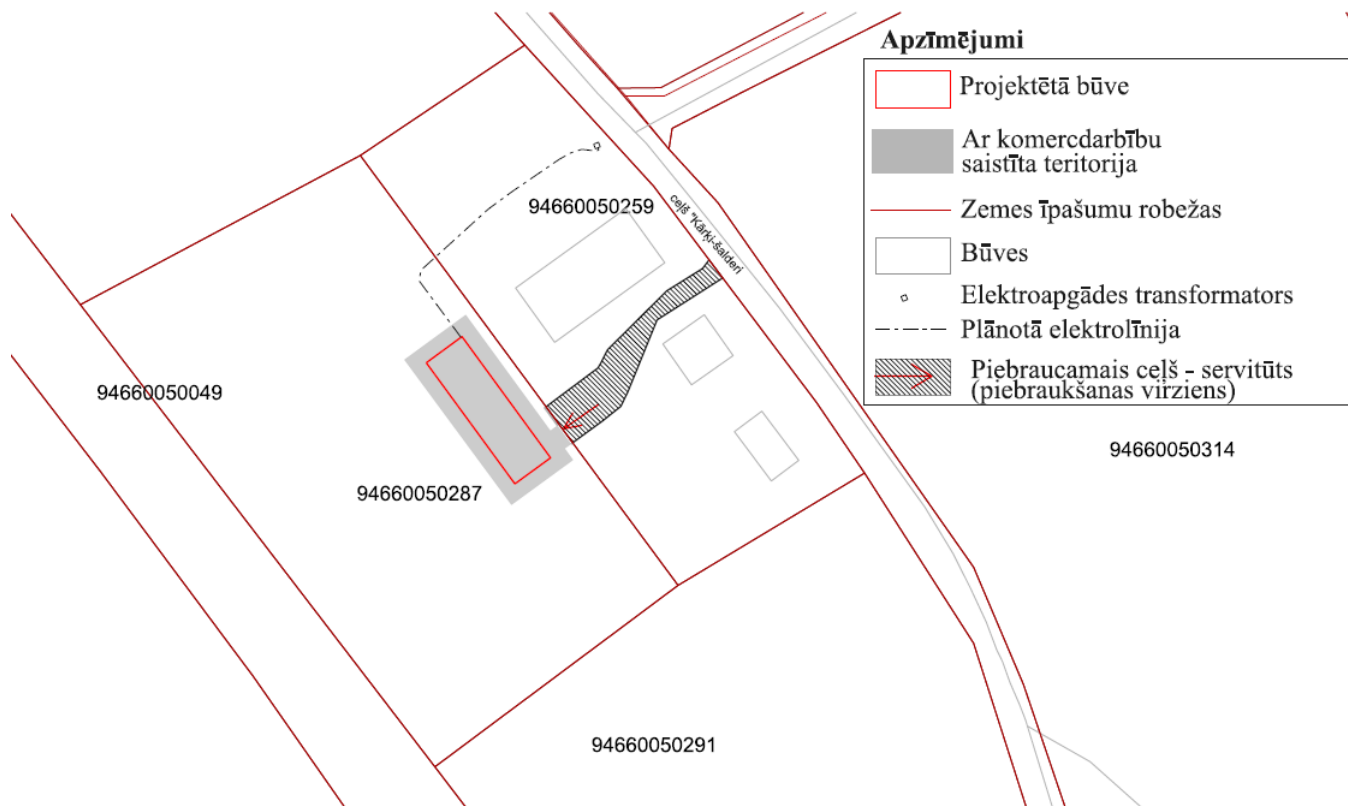 Apzīmējumi
Projektētā būve
Ar komercdarbību
saistīta teritorija
Zemes īpašumu robežas
Būves
Elektroapgādes transformators
Plānotā elektrolīnija
Piebraucamais ceļš - servitūts
(piebraukšanas virziens)
94660050259
ceļš "Kārķi-šalderi
94660050049
94660050314
94660050287
94660050291